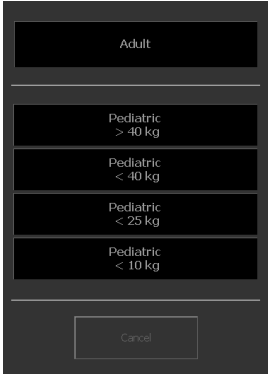 Adult
Pediatric
> 40 kg
Pediatric
< 40 kg
Pediatric
< 25 kg
Pediatric
< 10 kg
Cancel